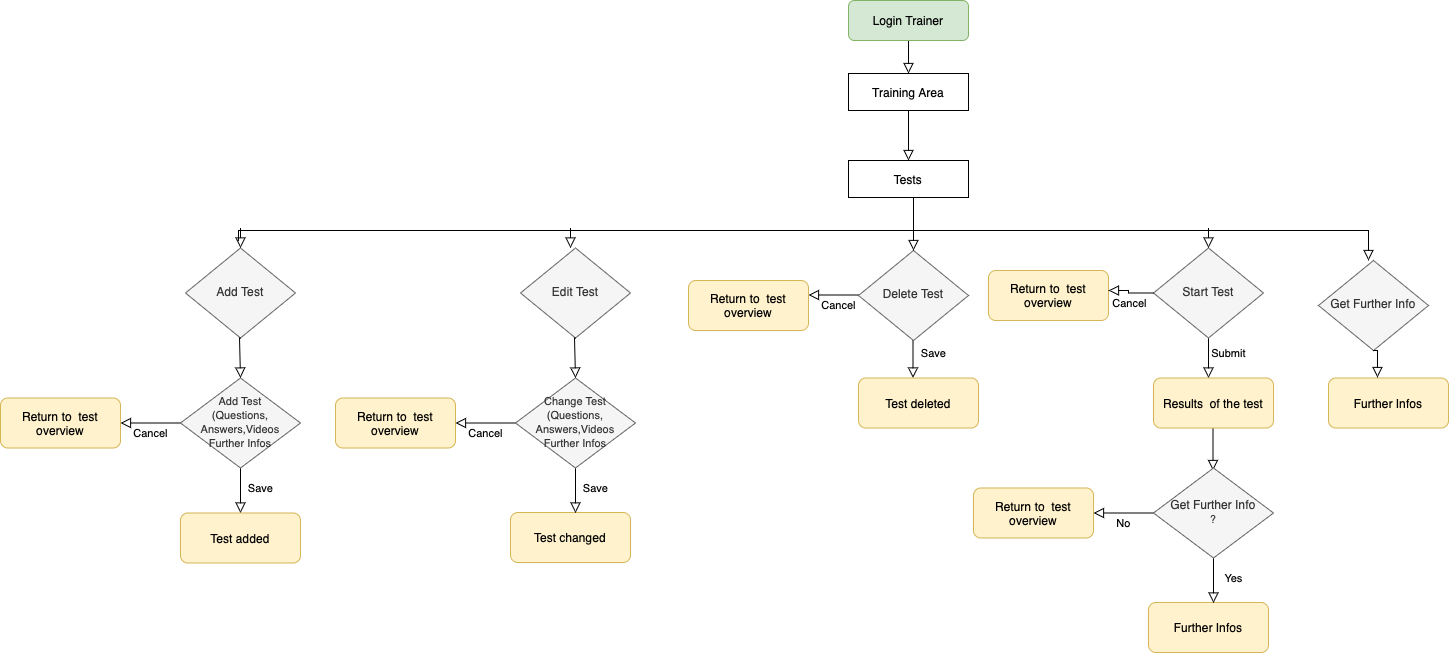 Login Trainer
Training Area
Tests
Add Test
Edit Test
Delete Test
Start Test
Get Further Info
Return to test
overview
Cancel
Return to test
overview
Cancel
Save
Submit
Test deleted
Results of the test
Further Infos
Add Test
(Questions,
Answers,Videos
Further Infos
Return to test
overview
Cancel
Change Test
(Questions,
Answers,Videos
Further Infos
Return to test
overview
Cancel
Save
Save
Test added
Test changed
Get Further Info
?
Return to test
overview
No
Yes
Further Infos